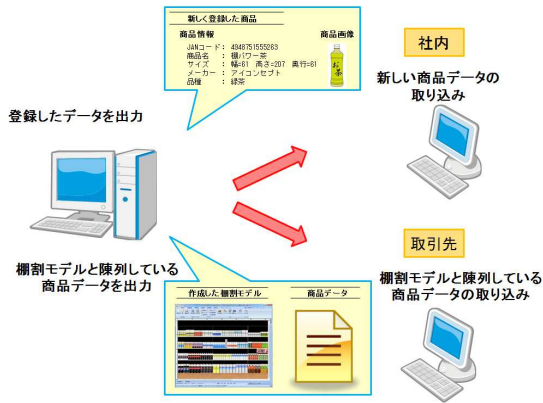 新しく登録した商品
商品情報
商品画像
JANコード: 4948751555263
商品名 : 棚パワー茶
サイズ : 幅=61 高さ=207 奥行=61
メーカー : アイコンセプト
品種 : 緑茶
お茶
社内
新しい商品データの
取り込み
登録したデータを出力
取引先
棚割モデルと陳列している
商品データを出力
棚割モデルと陳列している
商品データの取り込み
作成した棚割モデル
商品データ